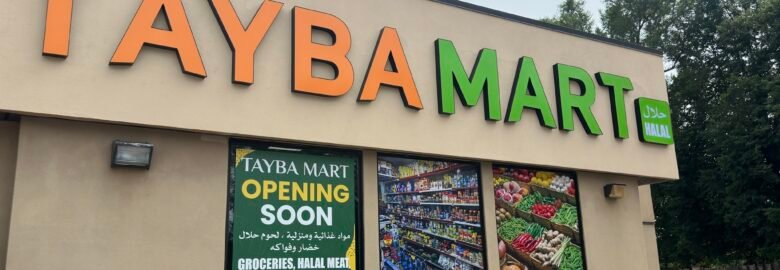 TAYBA MART
حلال
HALAL
TAYBA MART
OPENING
SOON
مواد غذائية ومنزلية ، لحوم حلال
خضار وفواكه
GROCERIES, HALAL MEAT